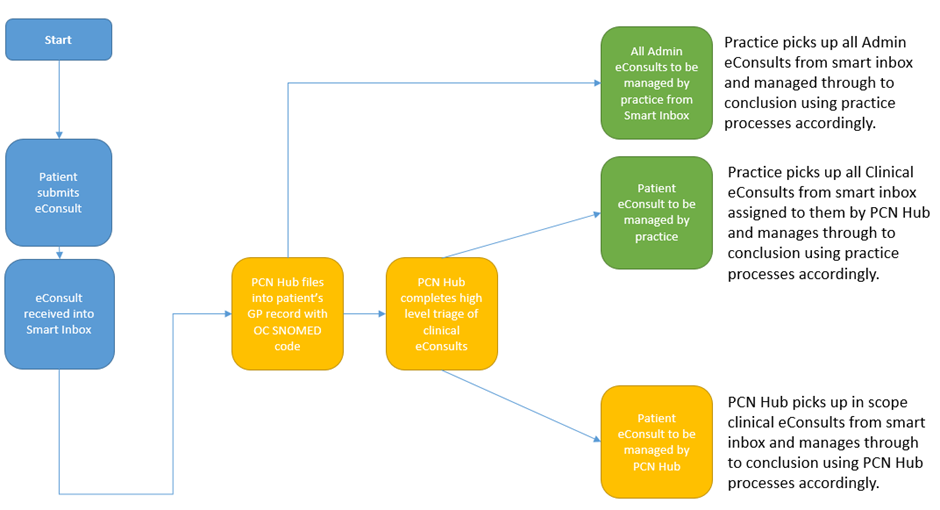 Start
Patient
submits
eConsult
eConsult
received into
Smart Inbox
PCN Hub files
into patient's
GP record with
OC SNOMED
code
PCN Hub
completes high
level triage of
clinical
eConsults
All Admin
eConsults to be
managed by
practice from
Smart Inbox
Practice picks up all Admin
eConsults from smart inbox
and managed through to
conclusion using practice
processes accordingly.
Patient
eConsult to be
managed by
practice
Practice picks up all Clinical
eConsults from smart inbox
assigned to them by PCN Hub
and manages through to
conclusion using practice
processes accordingly.
Patient
eConsult to be
managed by
PCN Hub
PCN Hub picks up in scope
clinical eConsults from smart
inbox and manages through
to conclusion using PCN Hub
processes accordingly.